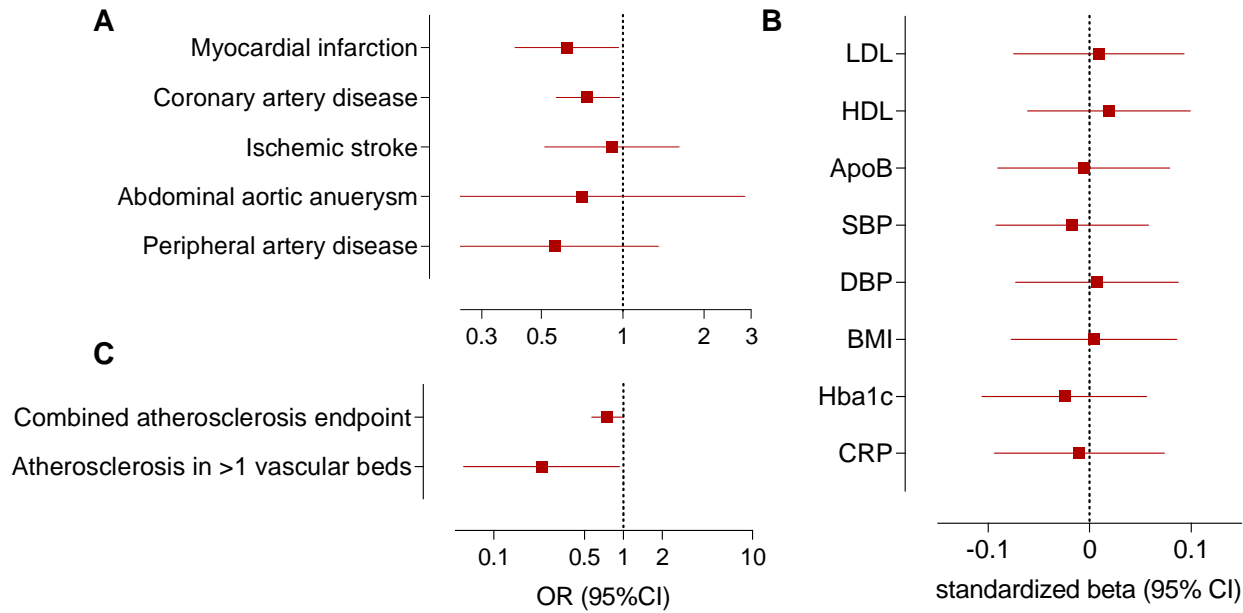 A
Myocardial infarction
Coronary artery disease
Ischemic stroke
Abdominal aortic anuerysm
Peripheral artery disease
0.3 0.5 1 2 3
B
LDL
HDL
ApoB
SBP
DBP
BMI
Hba1c
CRP
-0.1 0 0.1
standardized beta (95% CI)
C
Combined atherosclerosis endpoint
Atherosclerosis in >1 vascular beds
0.1 0.5 1 2 10
OR (95%CI)